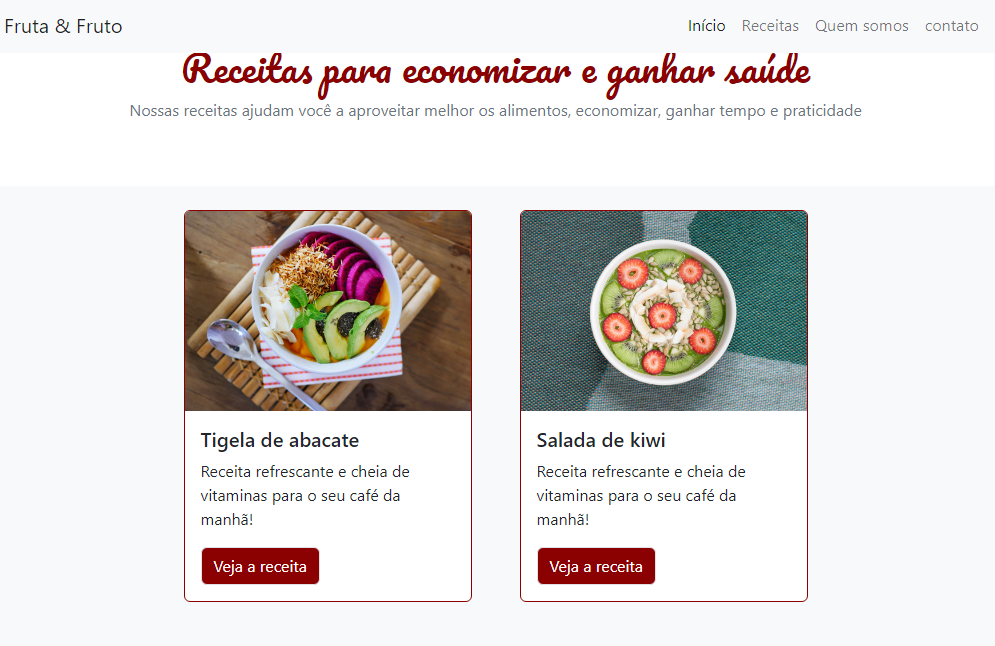 Fruta & Fruto
Início Receitas Quem somos contato
Receitas para economizar e ganhar saúde
Nossas receitas ajudam você a aproveitar melhor os alimentos, economizar, ganhar tempo e praticidade
Tigela de abacate
Receita refrescante e cheia de
vitaminas para o seu café da
manhã!
Veja a receita
Salada de kiwi
Receita refrescante e cheia de
vitaminas para o seu café da
manhã!
Veja a receita